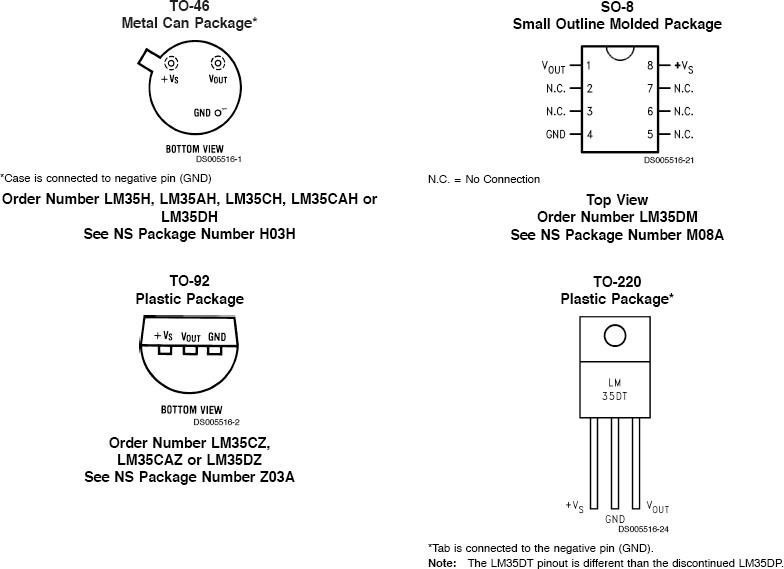 TO-46
Metal Can Package*
+VS
VOUT
GND
BOTTOM VIEW
DS005516-1
*Case is connected to negative pin (GND)
Order Number LM35H, LM35AH, LM35CH, LM35CAH or
LM35DH
See NS Package Number H03H
SO-8
Small Outline Molded Package
VOUT 1 8 +VS
N.C. 2 7 N.C.
N.C. 3 6 N.C.
GND 4 5 N.C.
DS005516-21
N.C. = No Connection
Top View
Order Number LM35DM
See NS Package Number M08A
TO-92
Plastic Package
+VS VOUT GND
BOTTOM VIEW
DS005516-2
Order Number LM35CZ,
LM35CAZ or LM35DZ
See NS Package Number Z03A
TO-220
Plastic Package*
LM
35DT
+VS
GND
VOUT
DS005516-24
*Tab is connected to the negative pin (GND).
Note: The LM35DT pinout is different than the discontinued LM35DP.